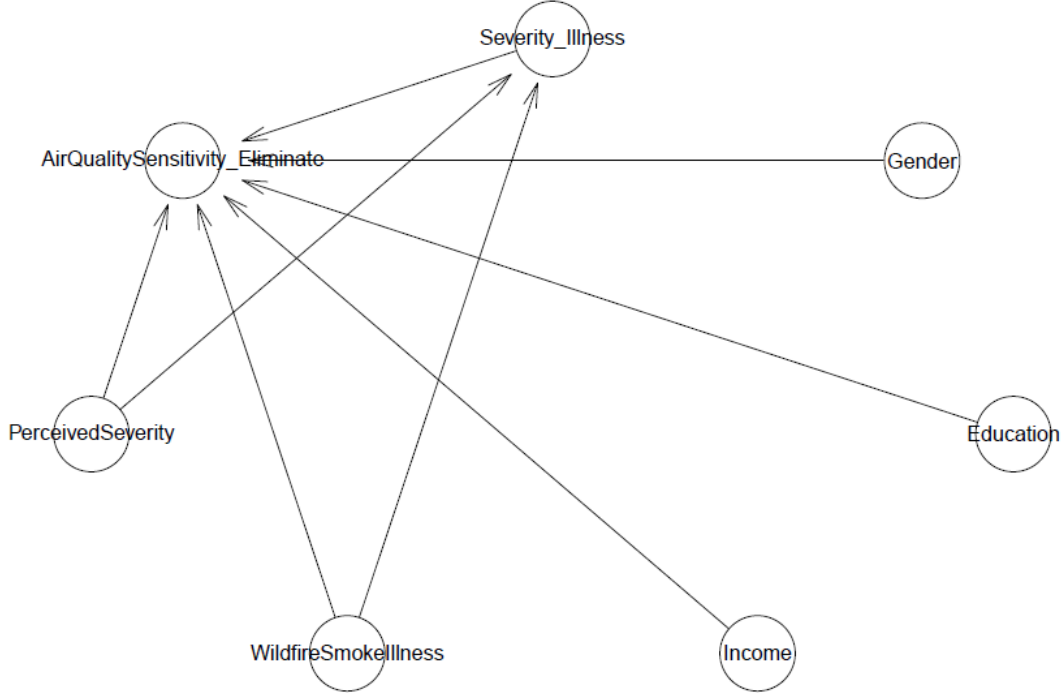 Severity_Illness
AirQualitySensitivity_Eliminate
Gender
PerceivedSeverity
Education
WildfireSmokeIllness
Income